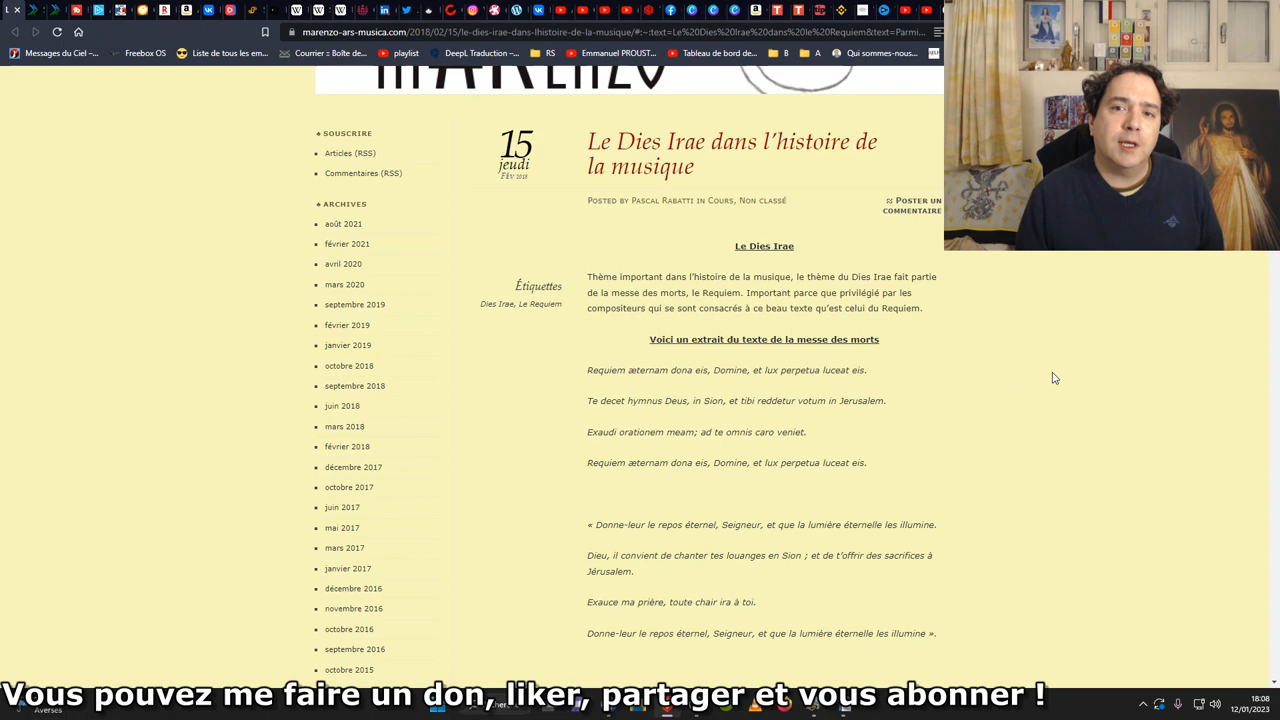 marenzo-ars-musica.com/2018/02/15/le-dies-irae-dans-lhistoire-de-la-musique/#:~:text=Le%20Dies%20Irae%20dans%20le%20Requiem&text=Parmi...
Messages du Ciel –...
Freebox OS
Liste de tous les em...
Courrier :: Boîte de...
playlist
DeepL Traduction –...
RS
Emmanuel PROUST...
Tableau de bord de...
B
A
Qui sommes-nous...
MARENZO
SOUSCRIRE
Articles (RSS)
Commentaires (RSS)
ARCHIVES
août 2021
février 2021
avril 2020
mars 2020
septembre 2019
février 2019
janvier 2019
octobre 2018
septembre 2018
juin 2018
mars 2018
février 2018
décembre 2017
octobre 2017
juin 2017
mai 2017
mars 2017
janvier 2017
décembre 2016
novembre 2016
octobre 2016
septembre 2016
octobre 2015
15
jeudi
Fév 2018
Le Dies Irae dans l’histoire de
la musique
Posted by Pascal Rabatti in Cours, Non classé
Poster un
commentaire
Étiquettes
Dies Irae, Le Requiem
Le Dies Irae
Thème important dans l’histoire de la musique, le thème du Dies Irae fait partie
de la messe des morts, le Requiem. Important parce que privilégié par les
compositeurs qui se sont consacrés à ce beau texte qu’est celui du Requiem.
Voici un extrait du texte de la messe des morts
Requiem æternam dona eis, Domine, et lux perpetua luceat eis.
Te decet hymnus Deus, in Sion, et tibi reddetur votum in Jerusalem.
Exaudi orationem meam; ad te omnis caro veniet.
Requiem æternam dona eis, Domine, et lux perpetua luceat eis.
« Donne-leur le repos éternel, Seigneur, et que la lumière éternelle les illumine.
Dieu, il convient de chanter tes louanges en Sion ; et de t’offrir des sacrifices à
Jérusalem.
Exauce ma prière, toute chair ira à toi.
Donne-leur le repos éternel, Seigneur, et que la lumière éternelle les illumine ».
Vous pouvez me faire un don, liker, partager et vous abonner !
Averses
18:08
12/01/2023